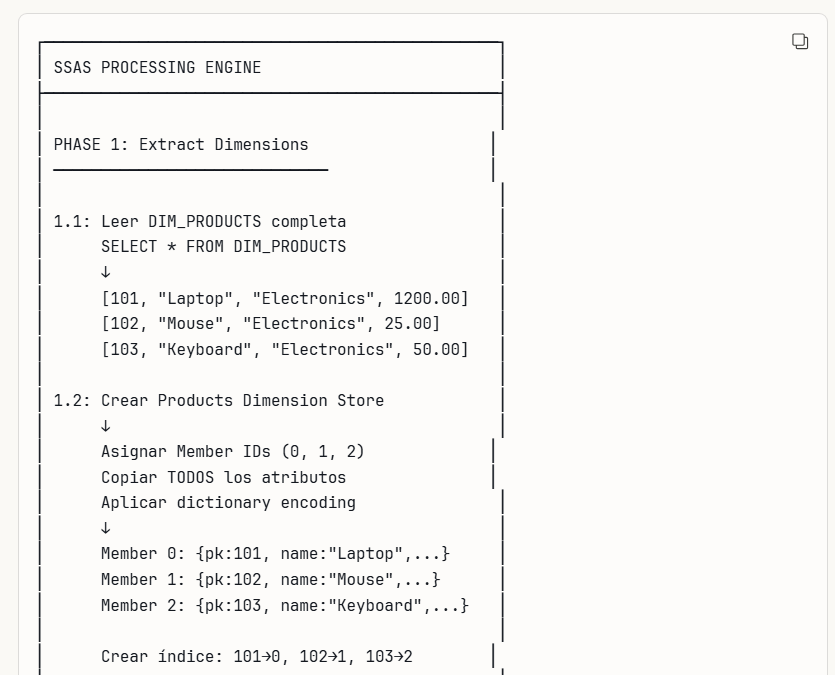 SSAS PROCESSING ENGINE
PHASE 1: Extract Dimensions
1.1: Leer DIM_PRODUCTS completa
SELECT * FROM DIM_PRODUCTS
↓
[101, "Laptop", "Electronics", 1200.00]
[102, "Mouse", "Electronics", 25.00]
[103, "Keyboard", "Electronics", 50.00]
1.2: Crear Products Dimension Store
↓
Asignar Member IDs (0, 1, 2)
Copiar TODOS los atributos
Aplicar dictionary encoding
↓
Member 0: {pk:101, name:"Laptop",...}
Member 1: {pk:102, name:"Mouse",...}
Member 2: {pk:103, name:"Keyboard",...}
Crear índice: 101→0, 102→1, 103→2